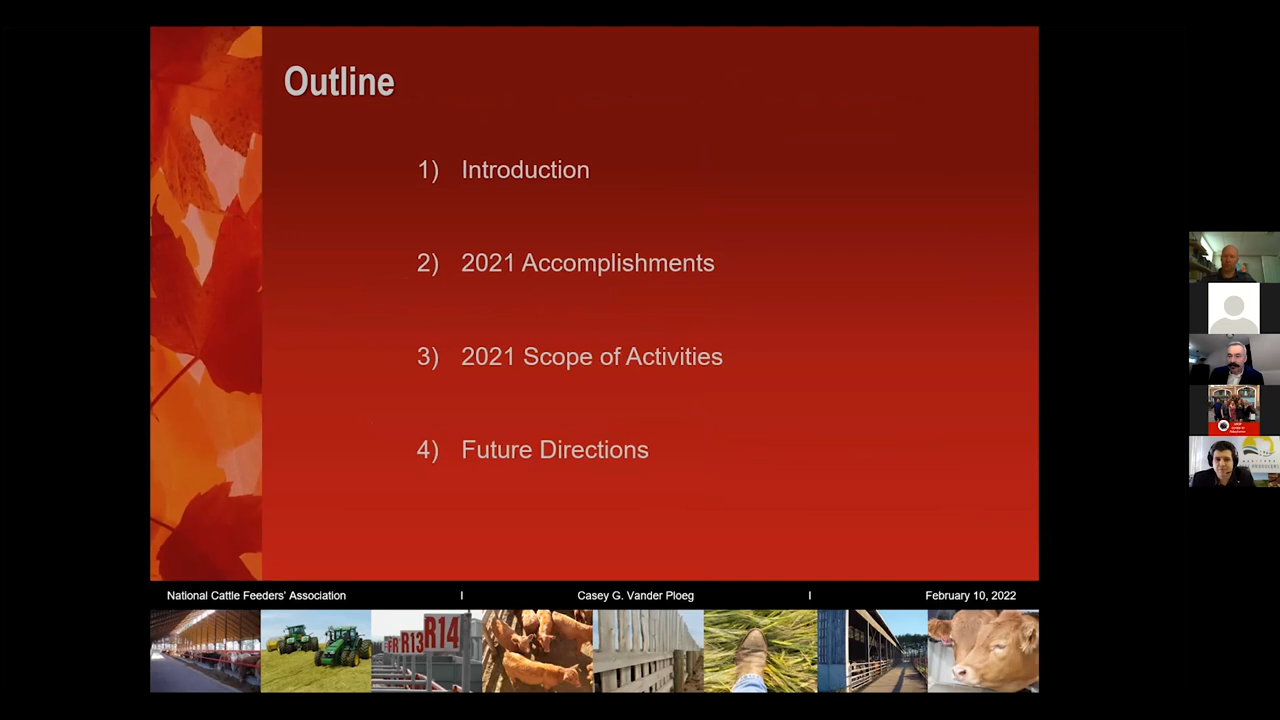 Outline
1) Introduction
2) 2021 Accomplishments
3) 2021 Scope of Activities
4) Future Directions
National Cattle Feeders' Association I Casey G. Vander Ploeg I February 10, 2022
R13 R14